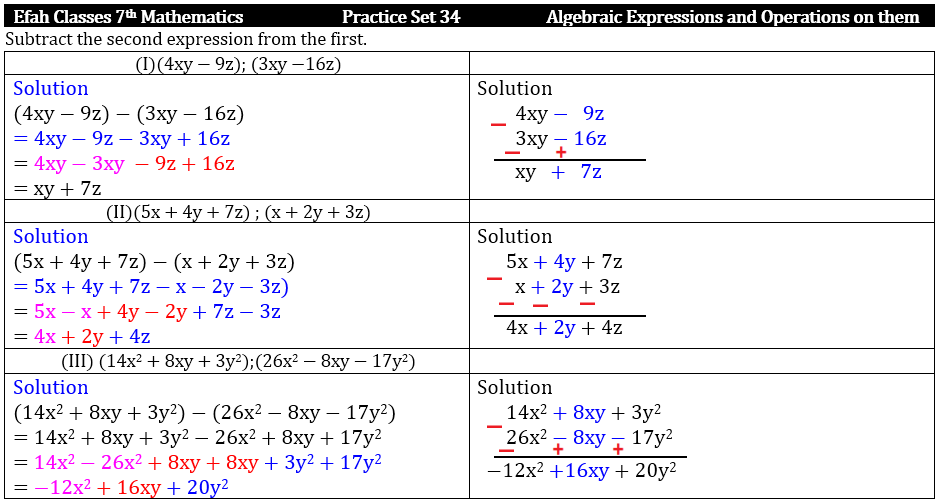 Efah Classes 7th Mathematics Practice Set 34 Algebraic Expressions and Operations on them
Subtract the second expression from the first.
(I)(4xy – 9z); (3xy –16z)
Solution
(4xy – 9z) – (3xy – 16z)
= 4xy – 9z – 3xy + 16z
= 4xy – 3xy – 9z + 16z
= xy + 7z
Solution
4xy – 9z
–
3xy – 16z
– +
xy + 7z
(II)(5x + 4y + 7z) ; (x + 2y + 3z)
Solution
(5x + 4y + 7z) – (x + 2y + 3z)
= 5x + 4y + 7z – x – 2y – 3z)
= 5x – x + 4y – 2y + 7z – 3z
= 4x + 2y + 4z
Solution
5x + 4y + 7z
–
x + 2y + 3z
– – –
4x + 2y + 4z
(III) (14x² + 8xy + 3y²);(26x² – 8xy – 17y²)
Solution
(14x² + 8xy + 3y²) – (26x² – 8xy – 17y²)
= 14x² + 8xy + 3y² – 26x² + 8xy + 17y²
= 14x² – 26x² + 8xy + 8xy + 3y² + 17y²
= –12x² + 16xy + 20y²
Solution
14x² + 8xy + 3y²
–
26x² – 8xy – 17y²
– + +
–12x² +16xy + 20y²